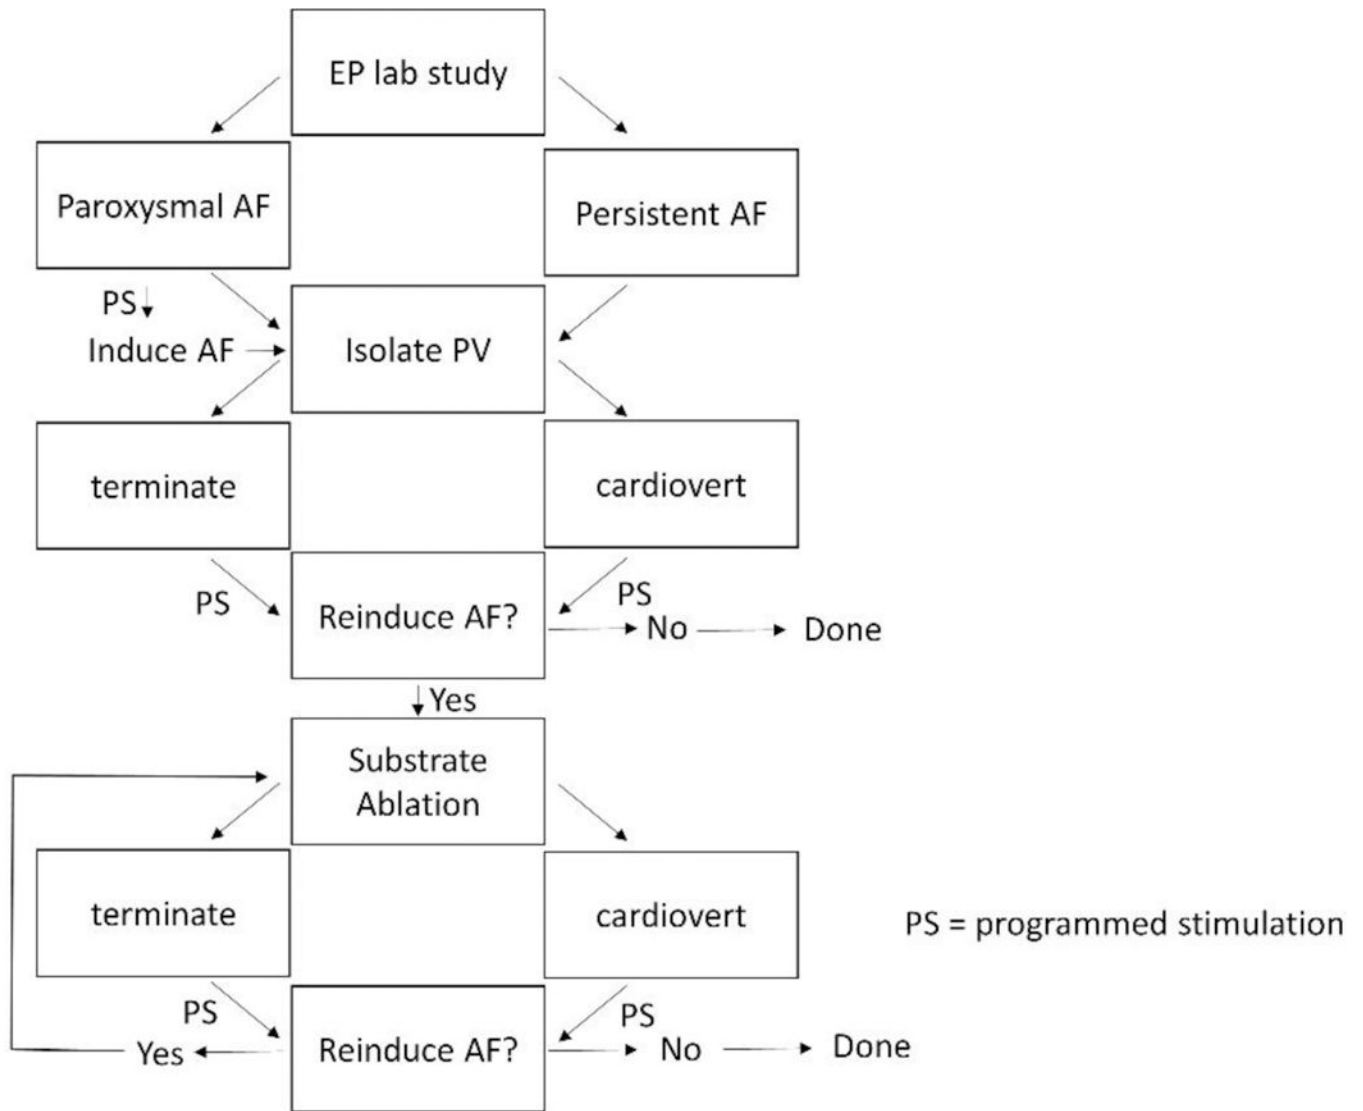 EP lab study
Paroxysmal AF
Persistent AF
PS
Induce AF
Isolate PV
terminate
cardiovert
PS
Reinduce AF?
PS
No
Done
Yes
Substrate
Ablation
terminate
cardiovert
PS = programmed stimulation
PS
Yes
Reinduce AF?
PS
No
Done